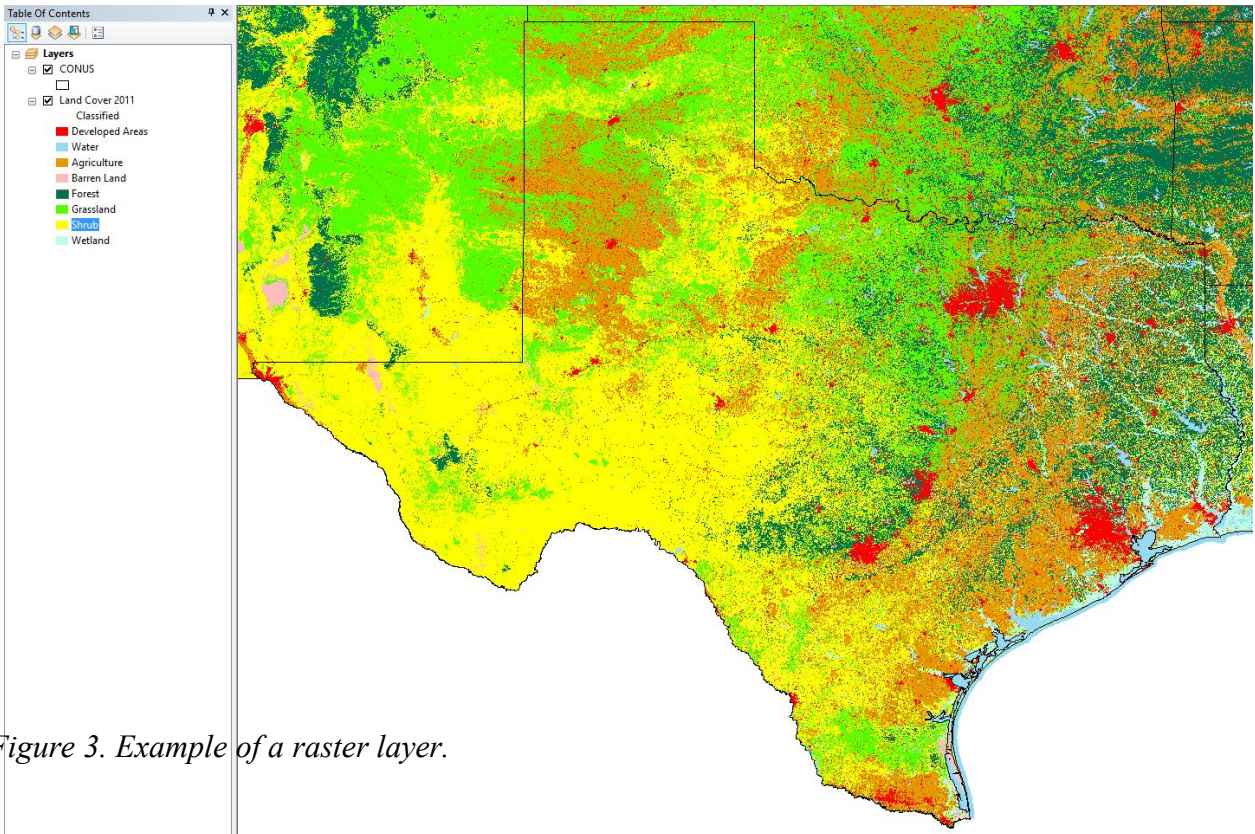 Table Of Contents
Layers
CONUS
Land Cover 2011
Classified
Developed Areas
Water
Agriculture
Barren Land
Forest
Grassland
Shrub
Wetland
Figure 3. Example of a raster layer.